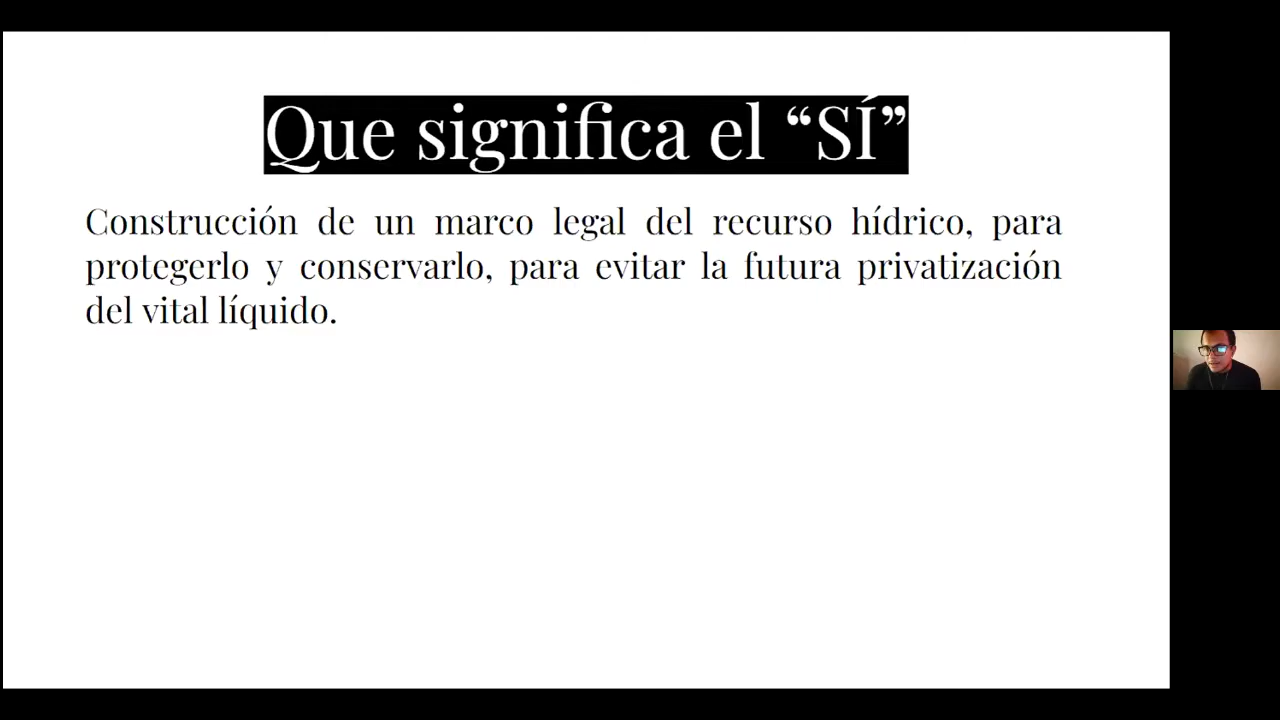 Que significa el “SÍ”
Construcción de un marco legal del recurso hídrico, para
protegerlo y conservarlo, para evitar la futura privatización
del vital líquido.